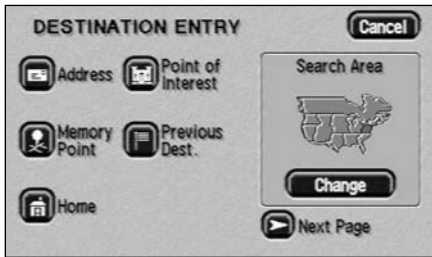 DESTINATION ENTRY
Cancel
Address
Point of
Interest
Memory
Point
Previous
Dest.
Home
Search Area
Change
Next Page